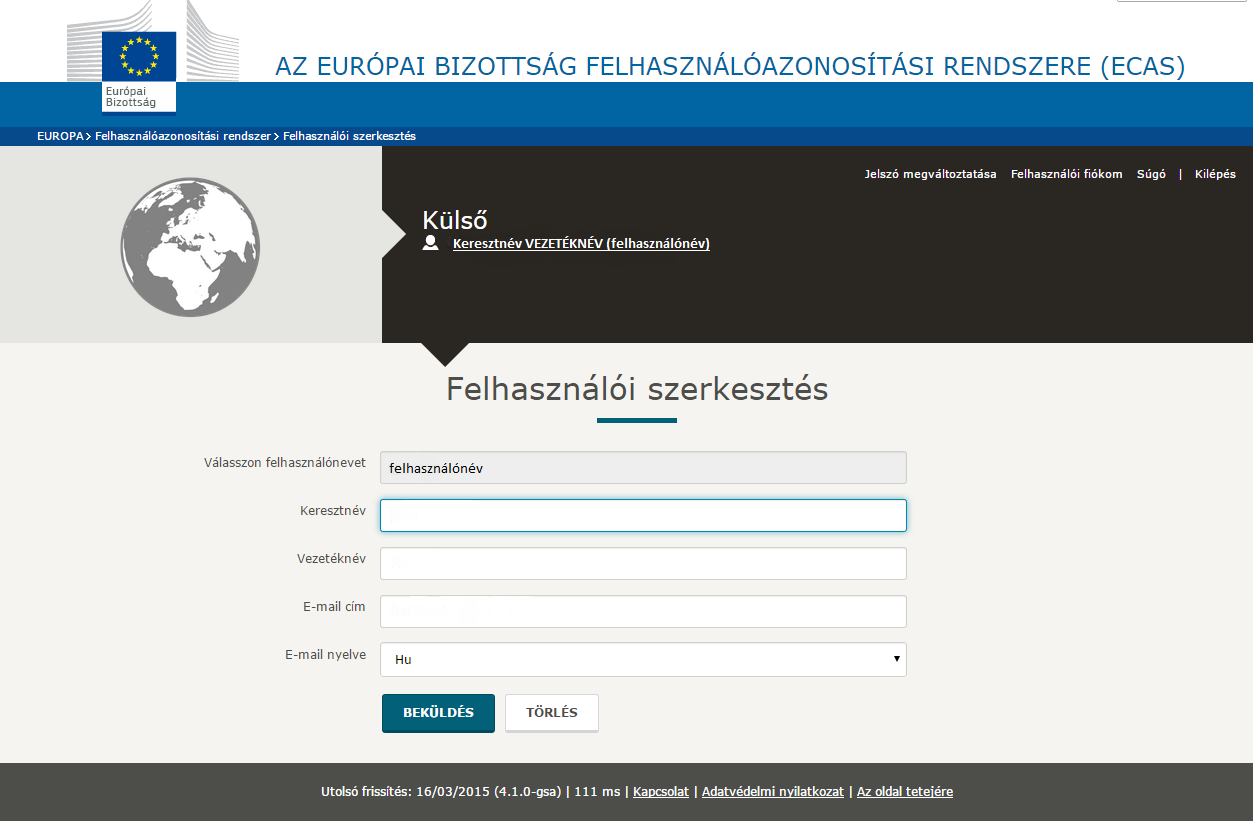 AZ EURÓPAI BIZOTTSÁG FELHASZNÁLÓAZONOSÍTÁSI RENDSZERE (ECAS)
Európai
Bizottság
EUROPA > Felhasználóazonosítási rendszer > Felhasználói szerkesztés
Jelszó megváltoztatása Felhasználói fiókom Súgó | Kilépés
Külső
Keresztnév VEZETÉKNÉV (felhasználónév)
Felhasználói szerkesztés
Válasszon felhasználónevet felhasználónév
Keresztnév
Vezetéknév
E-mail cím
E-mail nyelve Hu
BEKÜLDÉS TÖRLÉS
Utolsó frissítés: 16/03/2015 (4.1.0-gsa) | 111 ms | Kapcsolat | Adatvédelmi nyilatkozat | Az oldal tetejére